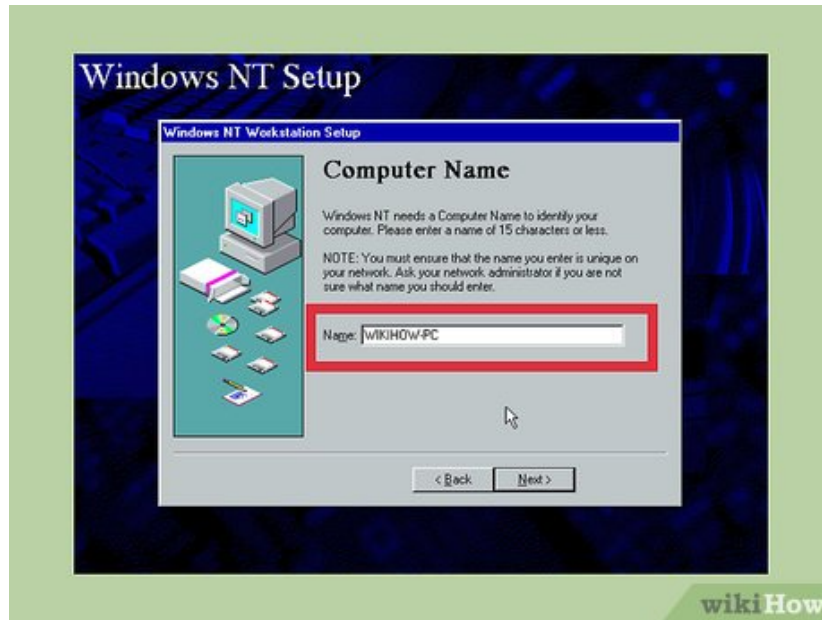 Windows NT Setup
Windows NT Workstation Setup
Computer Name
Windows NT needs a Computer Name to identify your
computer. Please enter a name of 15 characters or less.
NOTE: You must ensure that the name you enter is unique on
your network. Ask your network administrator if you are not
sure what name you should enter.
Name: WIKIHOW-PC
< Back Next >
wikiHow